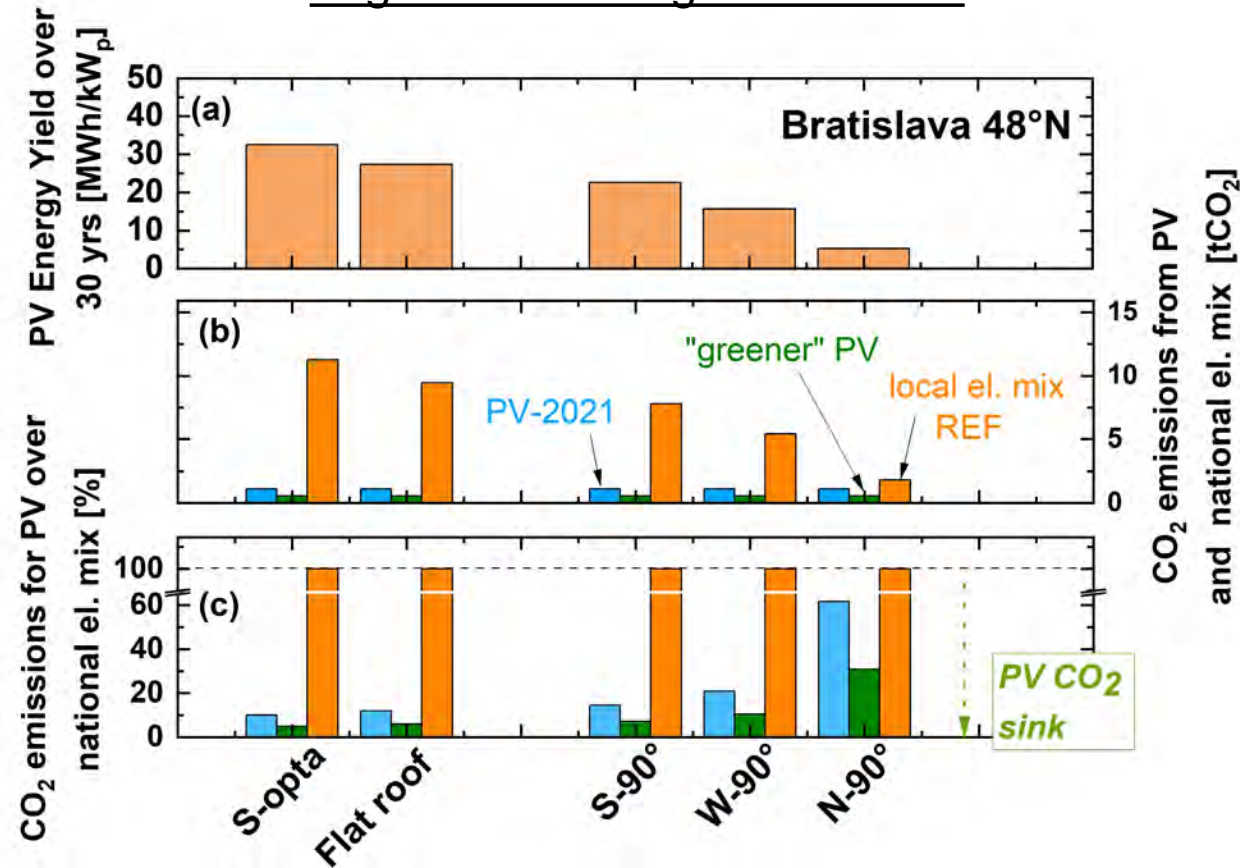 PV Energy Yield over
30 yrs [MWh/kWp]
50
40
30
20
10
0
(a)
Bratislava 48°N
(b)
"greener" PV
PV-2021
local el. mix
REF
15
10
5
0
CO2 emissions from PV
and national el. mix [tCO2]
CO2 emissions for PV over
national el. mix [%]
100
60
40
20
0
(c)
PV CO2
sink
S-opta
Flat roof
S-90°
W-90°
N-90°